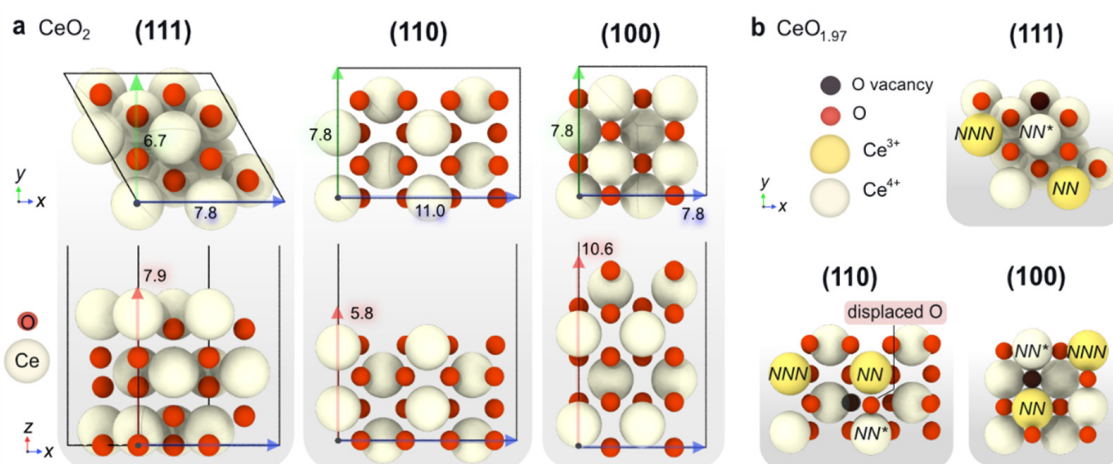 a CeO₂ (111) (110) (100)
7.8
6.7
y
x
7.8
7.8
11.0
7.8
7.9
5.8
10.6
O
Ce
z
x
b CeO₁.₉₇ (111)
O vacancy
O
Ce³⁺
Ce⁴⁺
y
x
NNN NN*
NN
(110) (100)
displaced O
NNN NN
NN*
NN* NNN
NN